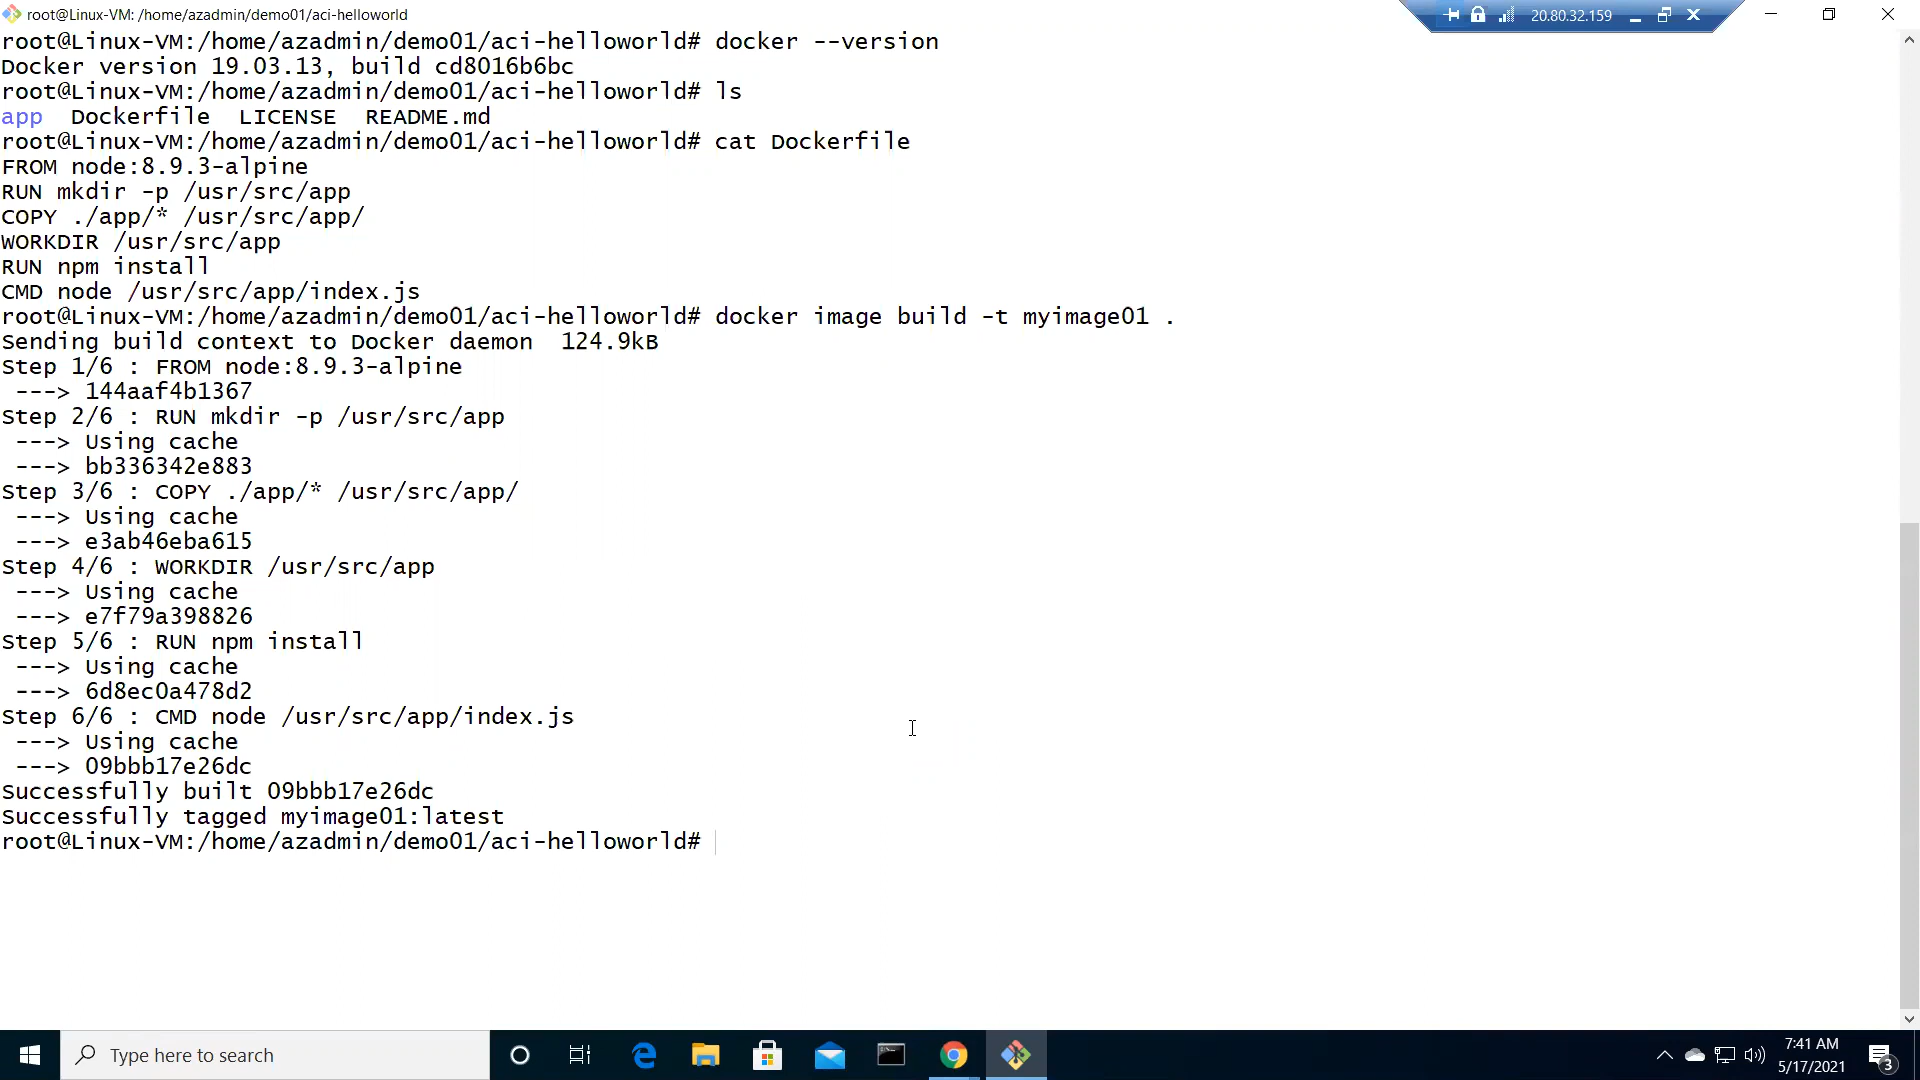 root@Linux-VM: /home/azadmin/demo01/aci-helloworld
20.80.32.159
root@Linux-VM:/home/azadmin/demo01/aci-helloworld# docker --version
Docker version 19.03.13, build cd8016b6bc
root@Linux-VM:/home/azadmin/demo01/aci-helloworld# ls
app  Dockerfile  LICENSE  README.md
root@Linux-VM:/home/azadmin/demo01/aci-helloworld# cat Dockerfile
FROM node:8.9.3-alpine
RUN mkdir -p /usr/src/app
COPY ./app/* /usr/src/app/
WORKDIR /usr/src/app
RUN npm install
CMD node /usr/src/app/index.js
root@Linux-VM:/home/azadmin/demo01/aci-helloworld# docker image build -t myimage01 .
Sending build context to Docker daemon  124.9kB
Step 1/6 : FROM node:8.9.3-alpine
 ---> 144aaf4b1367
Step 2/6 : RUN mkdir -p /usr/src/app
 ---> Using cache
 ---> bb336342e883
Step 3/6 : COPY ./app/* /usr/src/app/
 ---> Using cache
 ---> e3ab46eba615
Step 4/6 : WORKDIR /usr/src/app
 ---> Using cache
 ---> e7f79a398826
Step 5/6 : RUN npm install
 ---> Using cache
 ---> 6d8ec0a478d2
Step 6/6 : CMD node /usr/src/app/index.js
 ---> Using cache
 ---> 09bbb17e26dc
Successfully built 09bbb17e26dc
Successfully tagged myimage01:latest
root@Linux-VM:/home/azadmin/demo01/aci-helloworld#
Type here to search
7:41 AM
5/17/2021
3